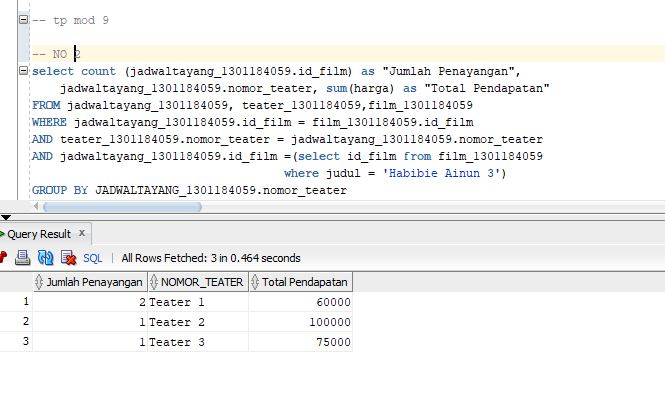 -- tp mod 9
-- NO 2
select count (jadwaltayang_1301184059.id_film) as "Jumlah Penayangan",
jadwaltayang_1301184059.nomor_teater, sum(harga) as "Total Pendapatan"
FROM jadwaltayang_1301184059, teater_1301184059,film_1301184059
WHERE jadwaltayang_1301184059.id_film = film_1301184059.id_film
AND teater_1301184059.nomor_teater = jadwaltayang_1301184059.nomor_teater
AND jadwaltayang_1301184059.id_film =(select id_film from film_1301184059
where judul = 'Habibie Ainun 3')
GROUP BY JADWALTAYANG_1301184059.nomor_teater
Query Result x
SQL | All Rows Fetched: 3 in 0.464 seconds
Jumlah Penayangan NOMOR_TEATER Total Pendapatan
1 2 Teater 1 60000
2 1 Teater 2 100000
3 1 Teater 3 75000